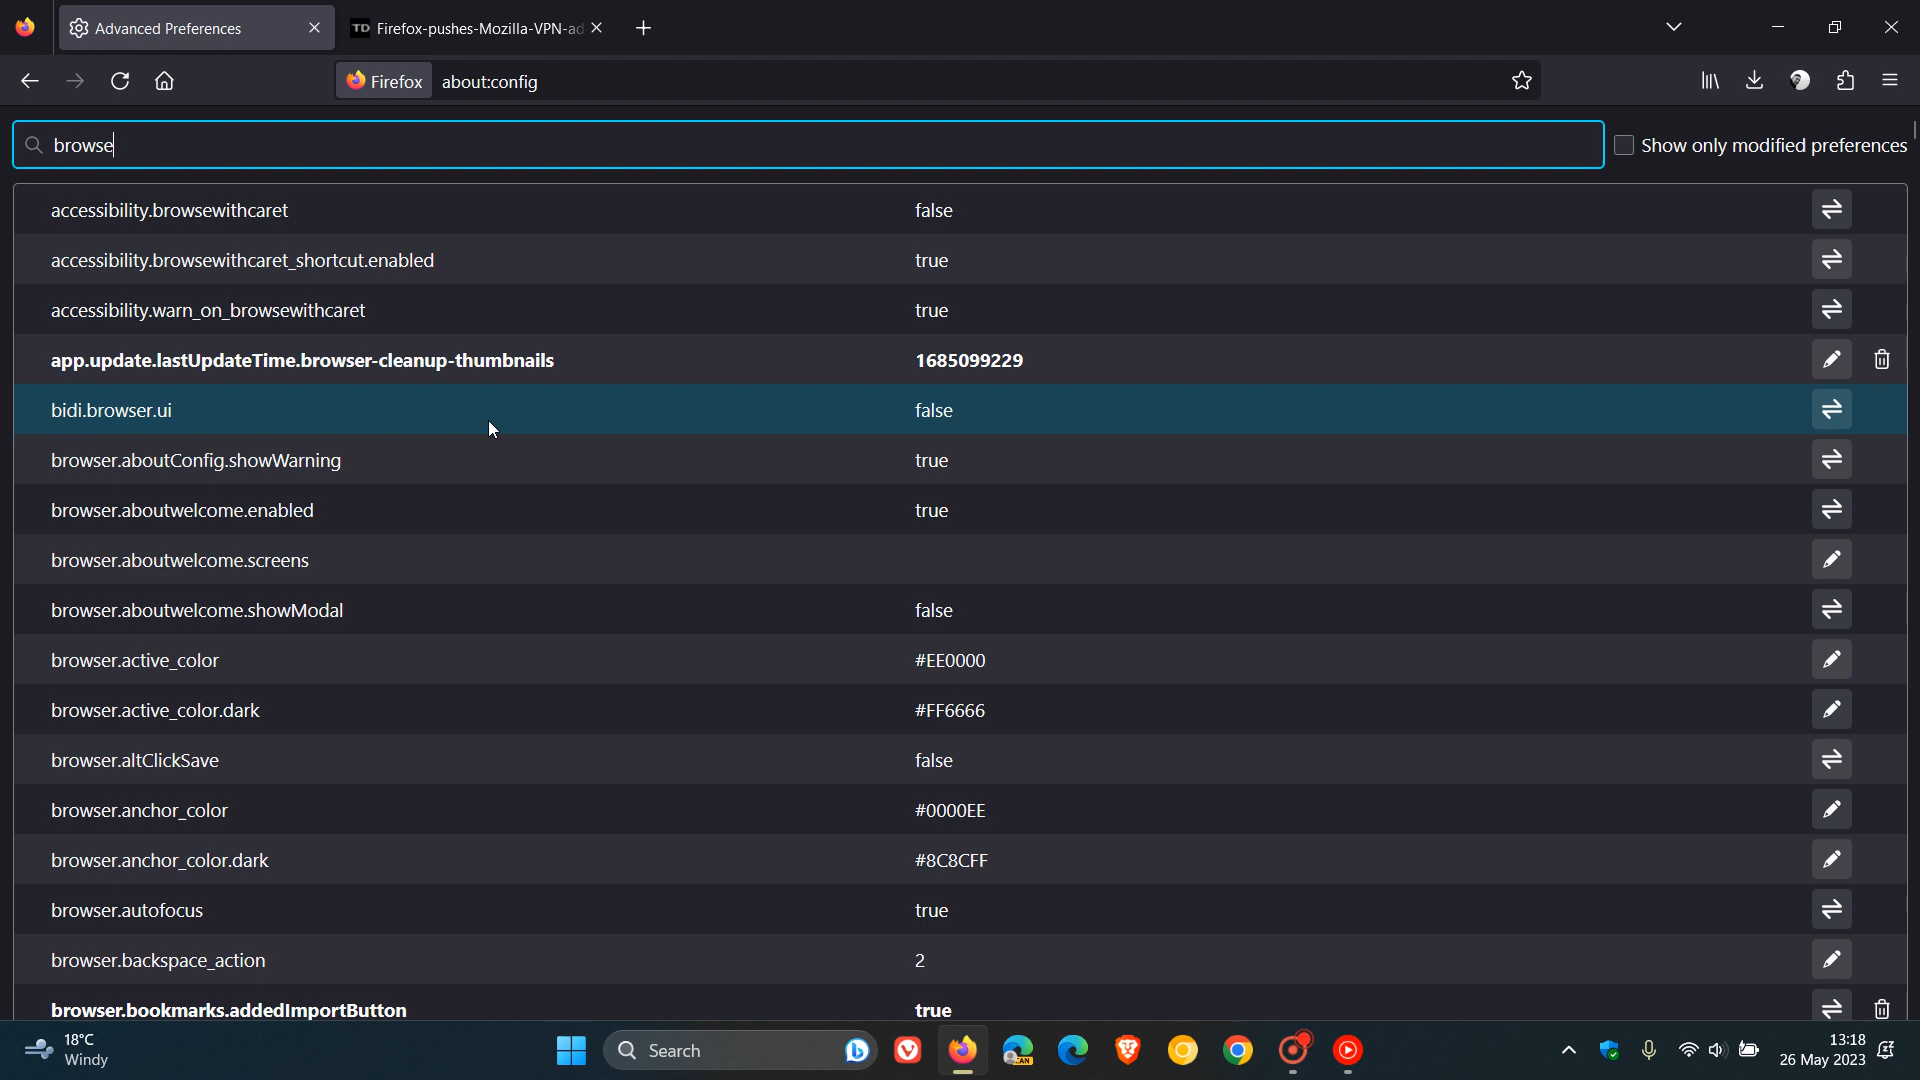 Advanced Preferences
TD Firefox-pushes-Mozilla-VPN-ad
Firefox about:config
browse
Show only modified preferences
accessibility.browsewithcaret false
accessibility.browsewithcaret_shortcut.enabled true
accessibility.warn_on_browsewithcaret true
app.update.lastUpdateTime.browser-cleanup-thumbnails 1685099229
bidi.browser.ui false
browser.aboutConfig.showWarning true
browser.aboutwelcome.enabled true
browser.aboutwelcome.screens
browser.aboutwelcome.showModal false
browser.active_color #EE0000
browser.active_color.dark #FF6666
browser.altClickSave false
browser.anchor_color #0000EE
browser.anchor_color.dark #8C8CFF
browser.autofocus true
browser.backspace_action 2
browser.bookmarks.addedImportButton true
18°C
Windy
Search
CAN
13:18
26 May 2023